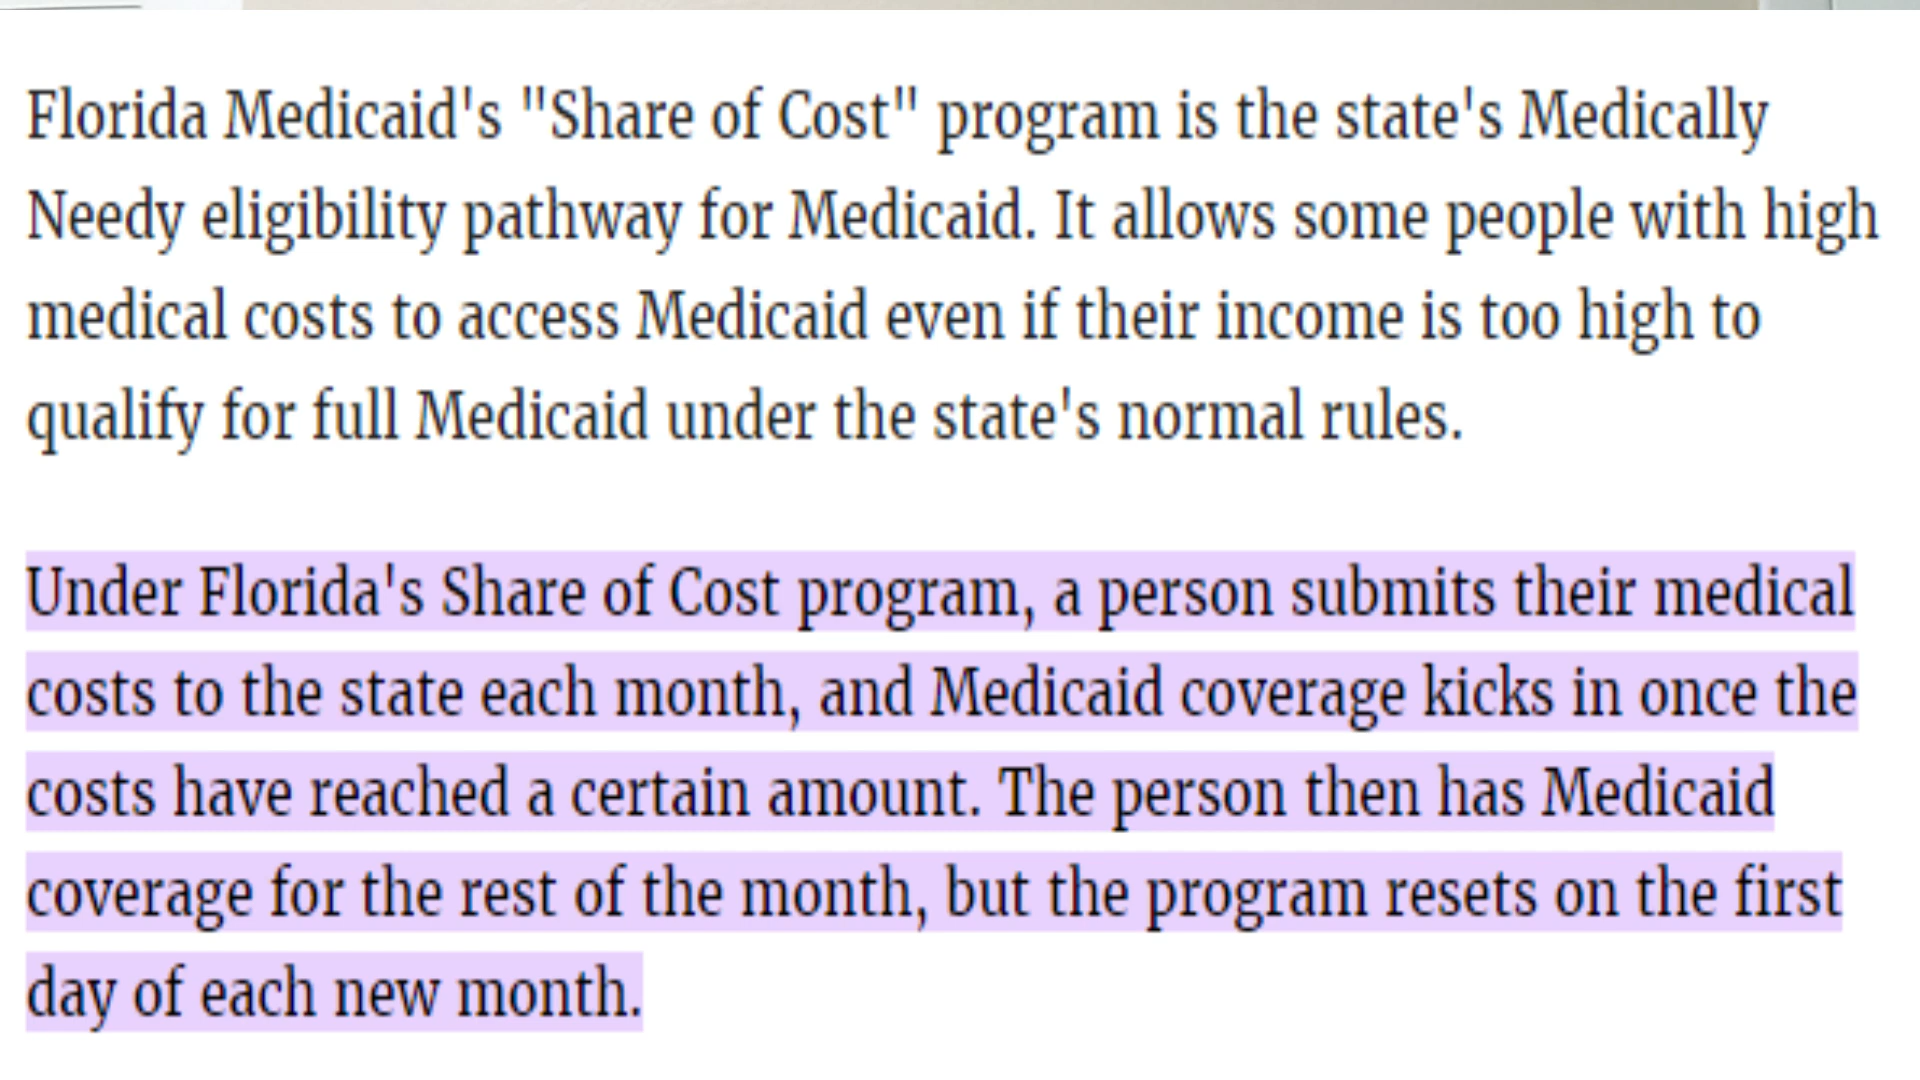 Florida Medicaid's "Share of Cost" program is the state's Medically
Needy eligibility pathway for Medicaid. It allows some people with high
medical costs to access Medicaid even if their income is too high to
qualify for full Medicaid under the state's normal rules.
Under Florida's Share of Cost program, a person submits their medical
costs to the state each month, and Medicaid coverage kicks in once the
costs have reached a certain amount. The person then has Medicaid
coverage for the rest of the month, but the program resets on the first
day of each new month.